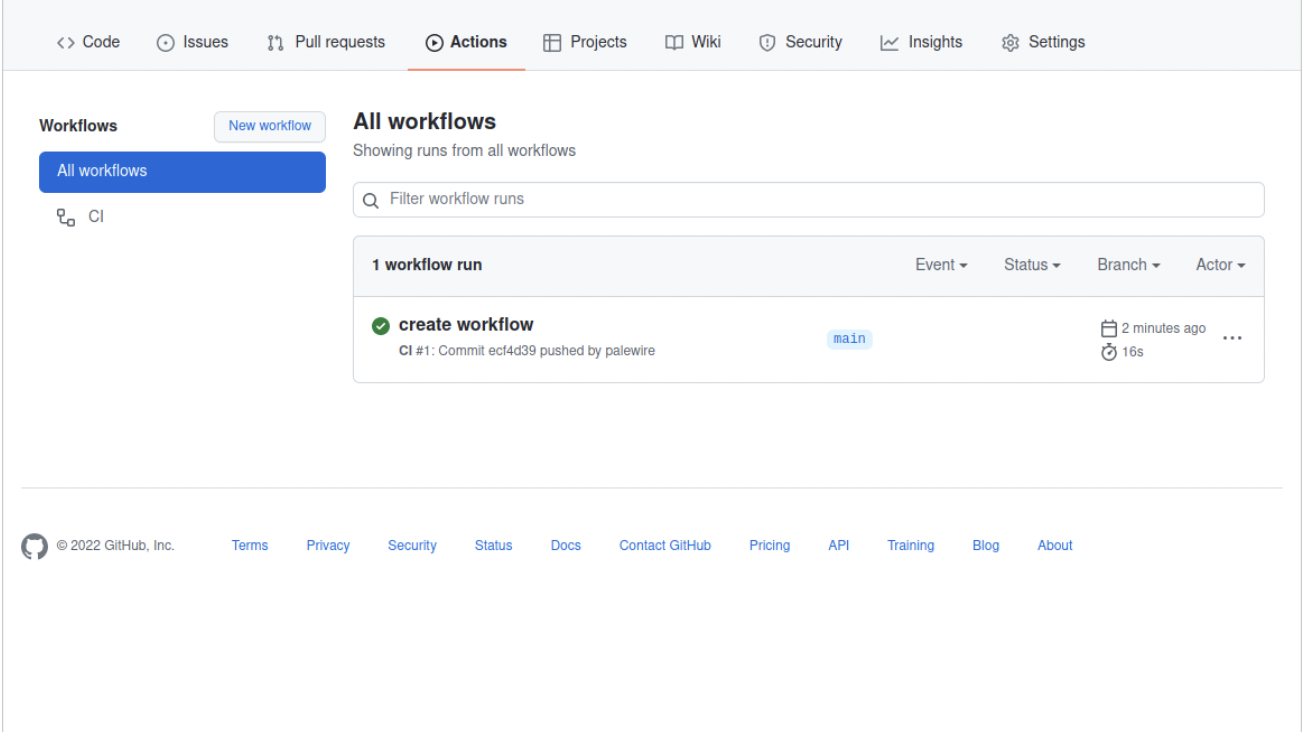 Code Issues Pull requests Actions Projects Wiki Security Insights Settings
Workflows
New workflow
All workflows
CI
All workflows
Showing runs from all workflows
Filter workflow runs
1 workflow run
Event Status Branch Actor
create workflow
CI #1: Commit ecf4d39 pushed by palewire
main
2 minutes ago
16s
© 2022 GitHub, Inc. Terms Privacy Security Status Docs Contact GitHub Pricing API Training Blog About